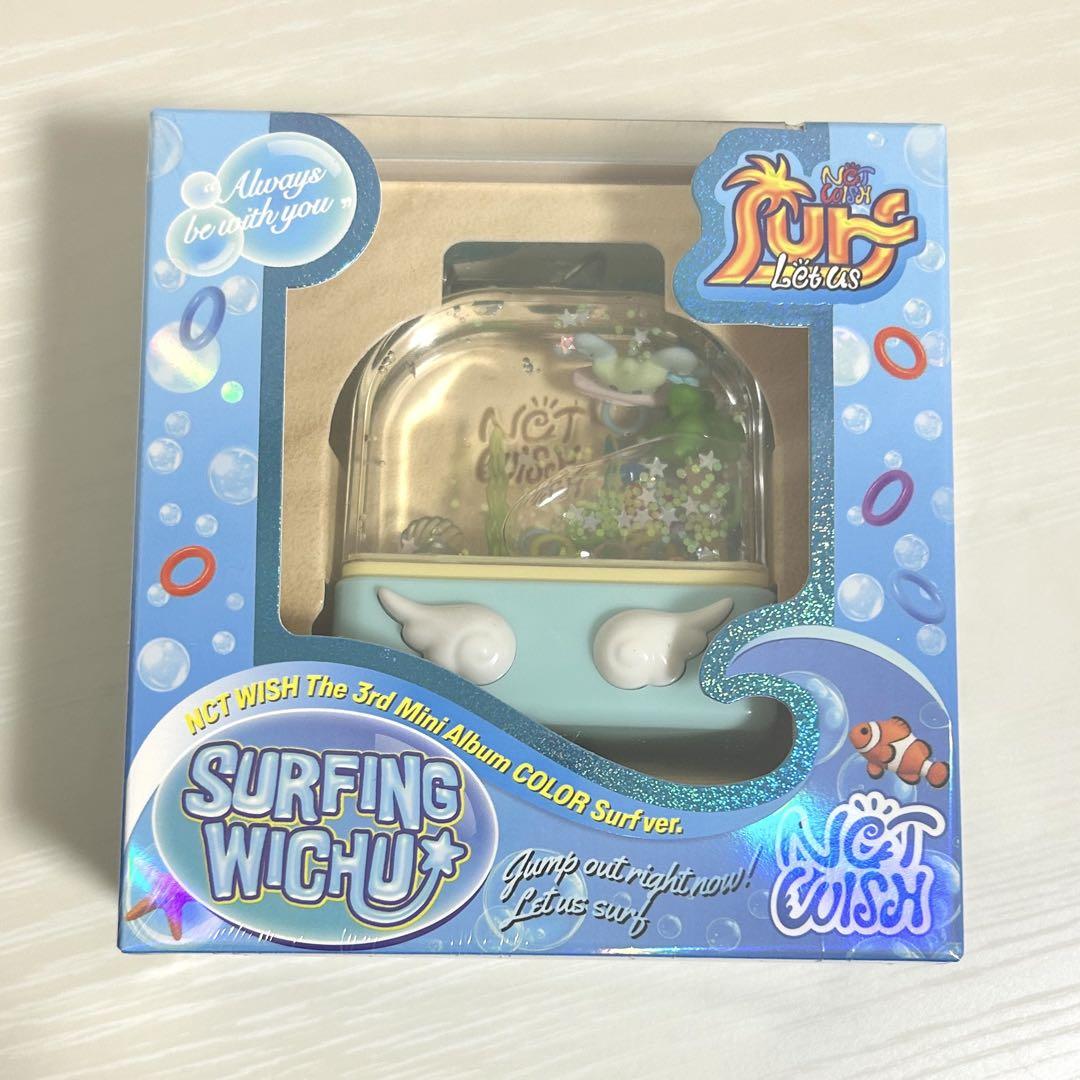 "Always
be with you"
NCT
WISH
Surf
Let us
NCT
WISH
NCT WISH The 3rd Mini Album COLOR Surf ver.
SURFING
WICHU
Jump out right now!
Let us surf
NCT
WISH